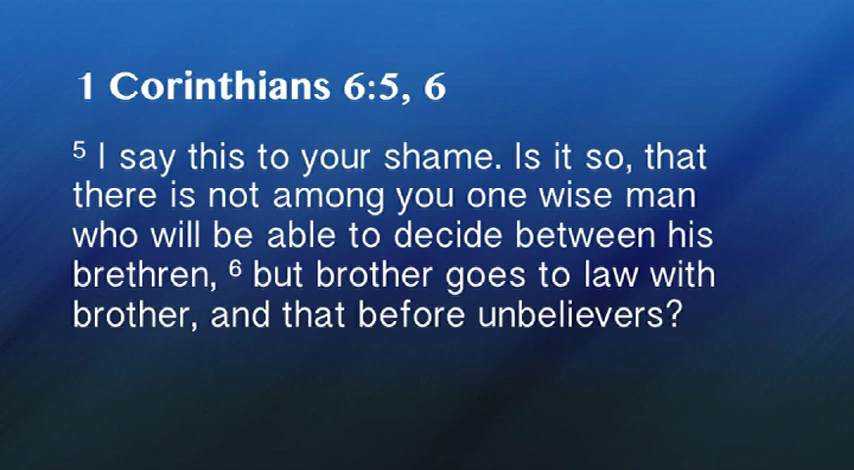 1 Corinthians 6:5, 6
⁵ I say this to your shame. Is it so, that
there is not among you one wise man
who will be able to decide between his
brethren, ⁶ but brother goes to law with
brother, and that before unbelievers?